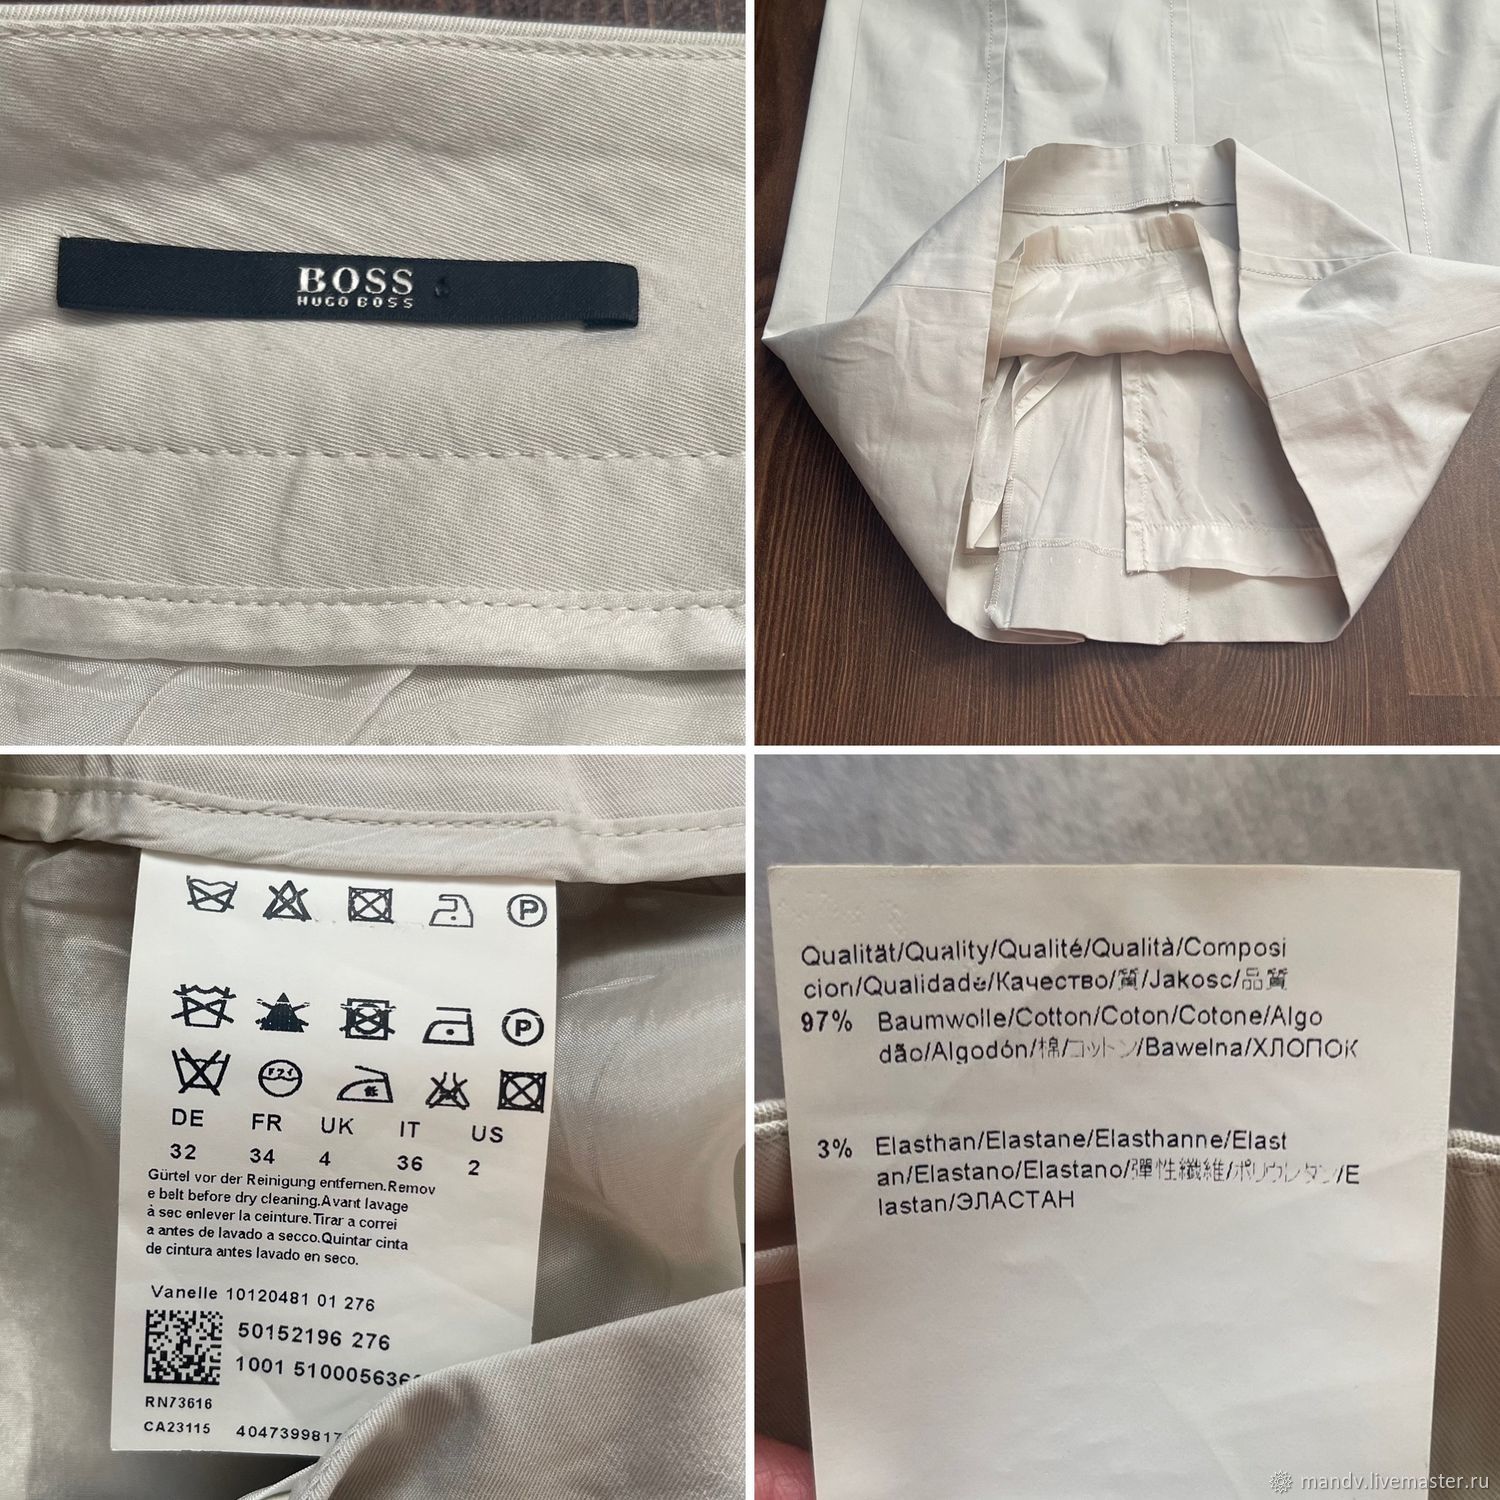 BOSS
HUGO BOSS
P
P
DE FR UK IT US
32 34 4 36 2
Gürtel vor der Reinigung entfernen.Remov
e belt before dry cleaning.Avant lavage
à sec enlever la ceinture.Tirar a correi
a antes de lavado a secco.Quintar cinta
de cintura antes lavado en seco.
Vanelle 10120481 01 276
50152196 276
1001 510005636
RN73616
CA23115 404739981
Qualität/Quality/Qualité/Qualità/Composi
cion/Qualidade/Качество/質/Jakosc/品質
97% Baumwolle/Cotton/Coton/Cotone/Algo
dão/Algodón/棉/コットン/Bawelna/ХЛОПОК
3% Elasthan/Elastane/Elasthanne/Elast
an/Elastano/Elastano/彈性纖維/ポリウレタン/E
lastan/ЭЛАСТАН
mandv.livemaster.ru